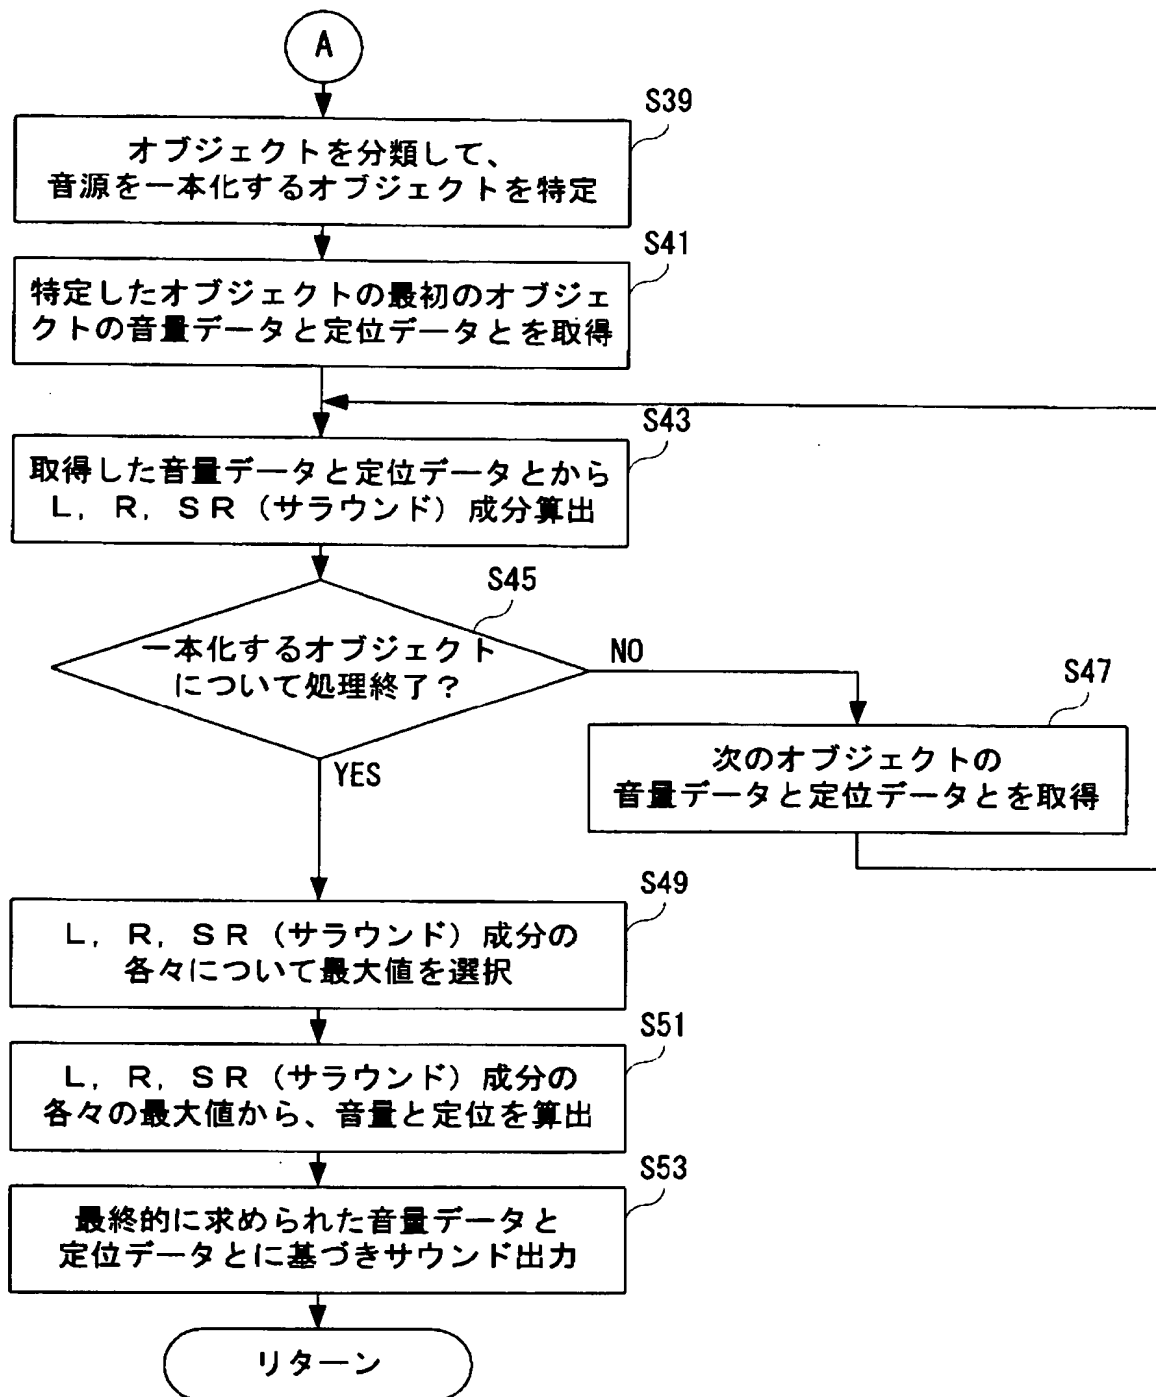 A
S39
オブジェクトを分類して、
音源を一本化するオブジェクトを特定
S41
特定したオブジェクトの最初のオブジェ
クトの音量データと定位データとを取得
S43
取得した音量データと定位データとから
L, R, SR (サラウンド) 成分算出
S45
一本化するオブジェクト
について処理終了?
NO
S47
次のオブジェクトの
音量データと定位データとを取得
YES
S49
L, R, SR (サラウンド) 成分の
各々について最大値を選択
S51
L, R, SR (サラウンド) 成分の
各々の最大値から、音量と定位を算出
S53
最終的に求められた音量データと
定位データとに基づきサウンド出力
リターン